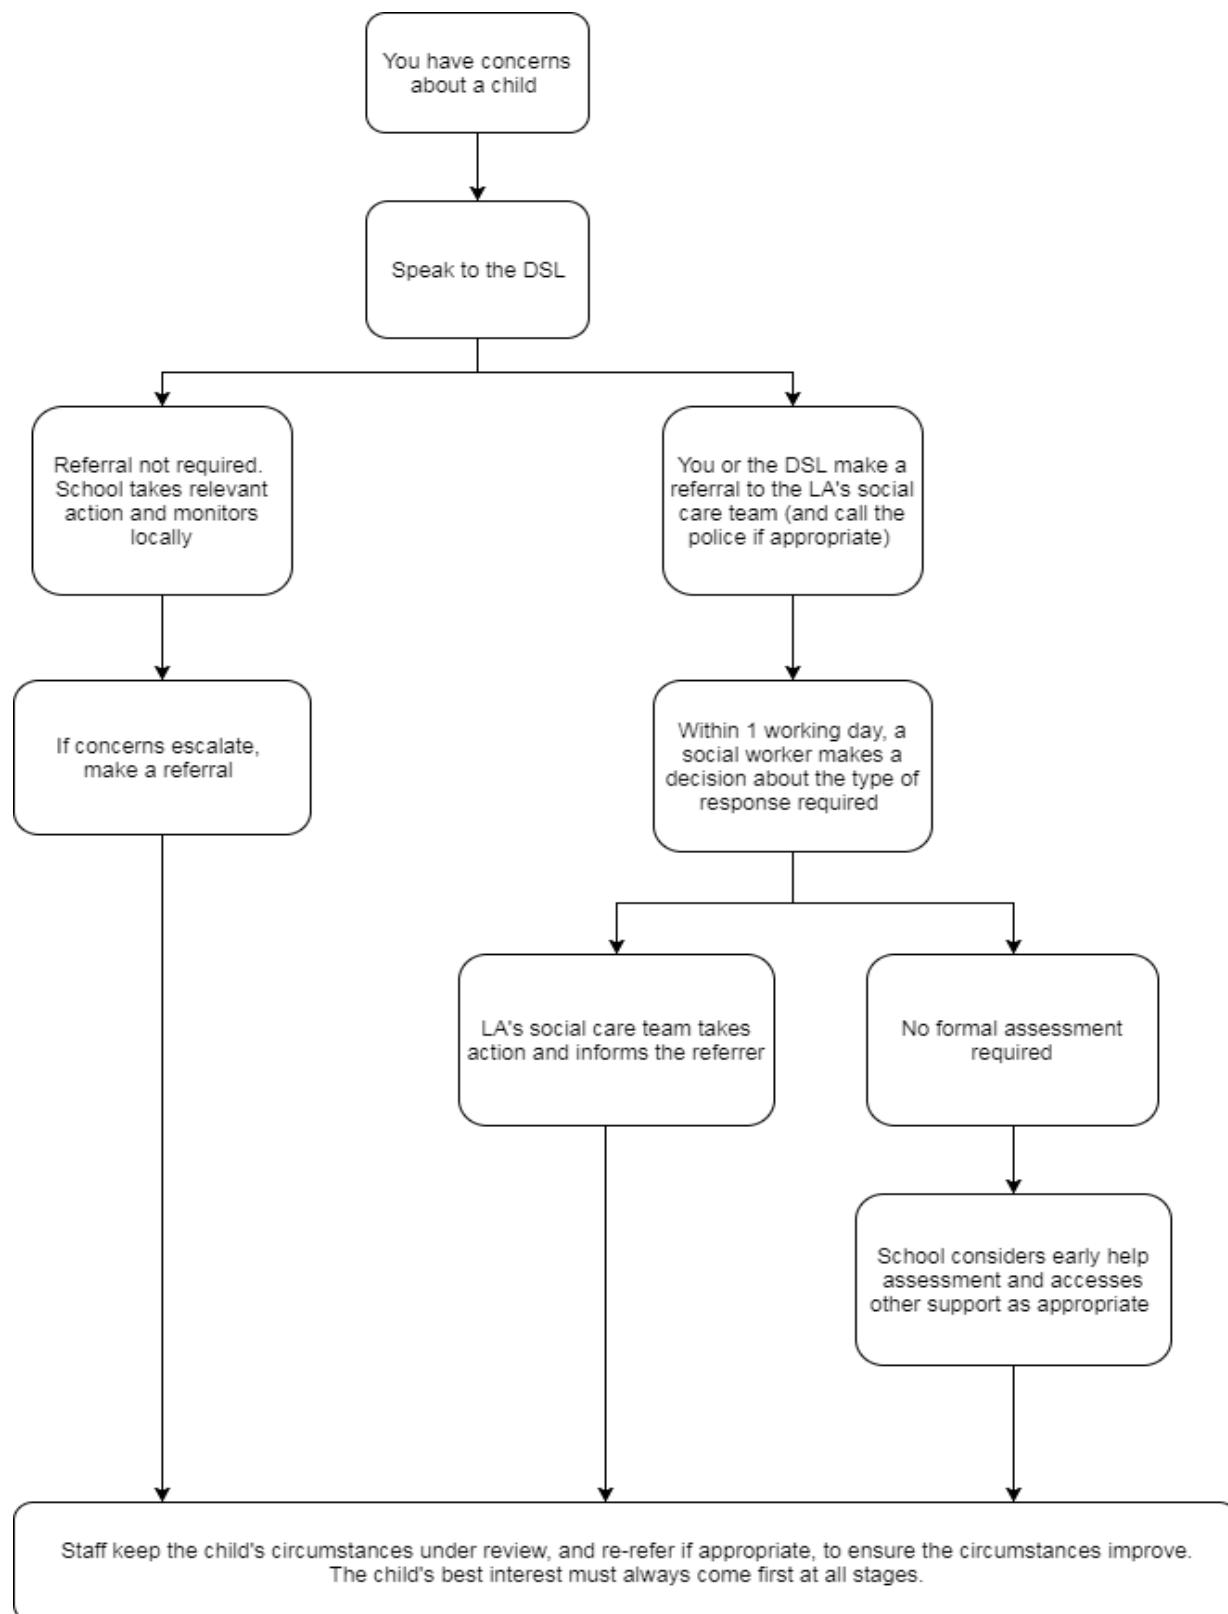 You have concerns
about a child
Speak to the DSL
Referral not required.
School takes relevant
action and monitors
locally
You or the DSL make a
referral to the LA's social
care team (and call the
police if appropriate)
If concerns escalate,
make a referral
Within 1 working day, a
social worker makes a
decision about the type of
response required
LA's social care team takes
action and informs the referrer
No formal assessment
required
School considers early help
assessment and accesses
other support as appropriate
Staff keep the child's circumstances under review, and re-refer if appropriate, to ensure the circumstances improve.
The child's best interest must always come first at all stages.